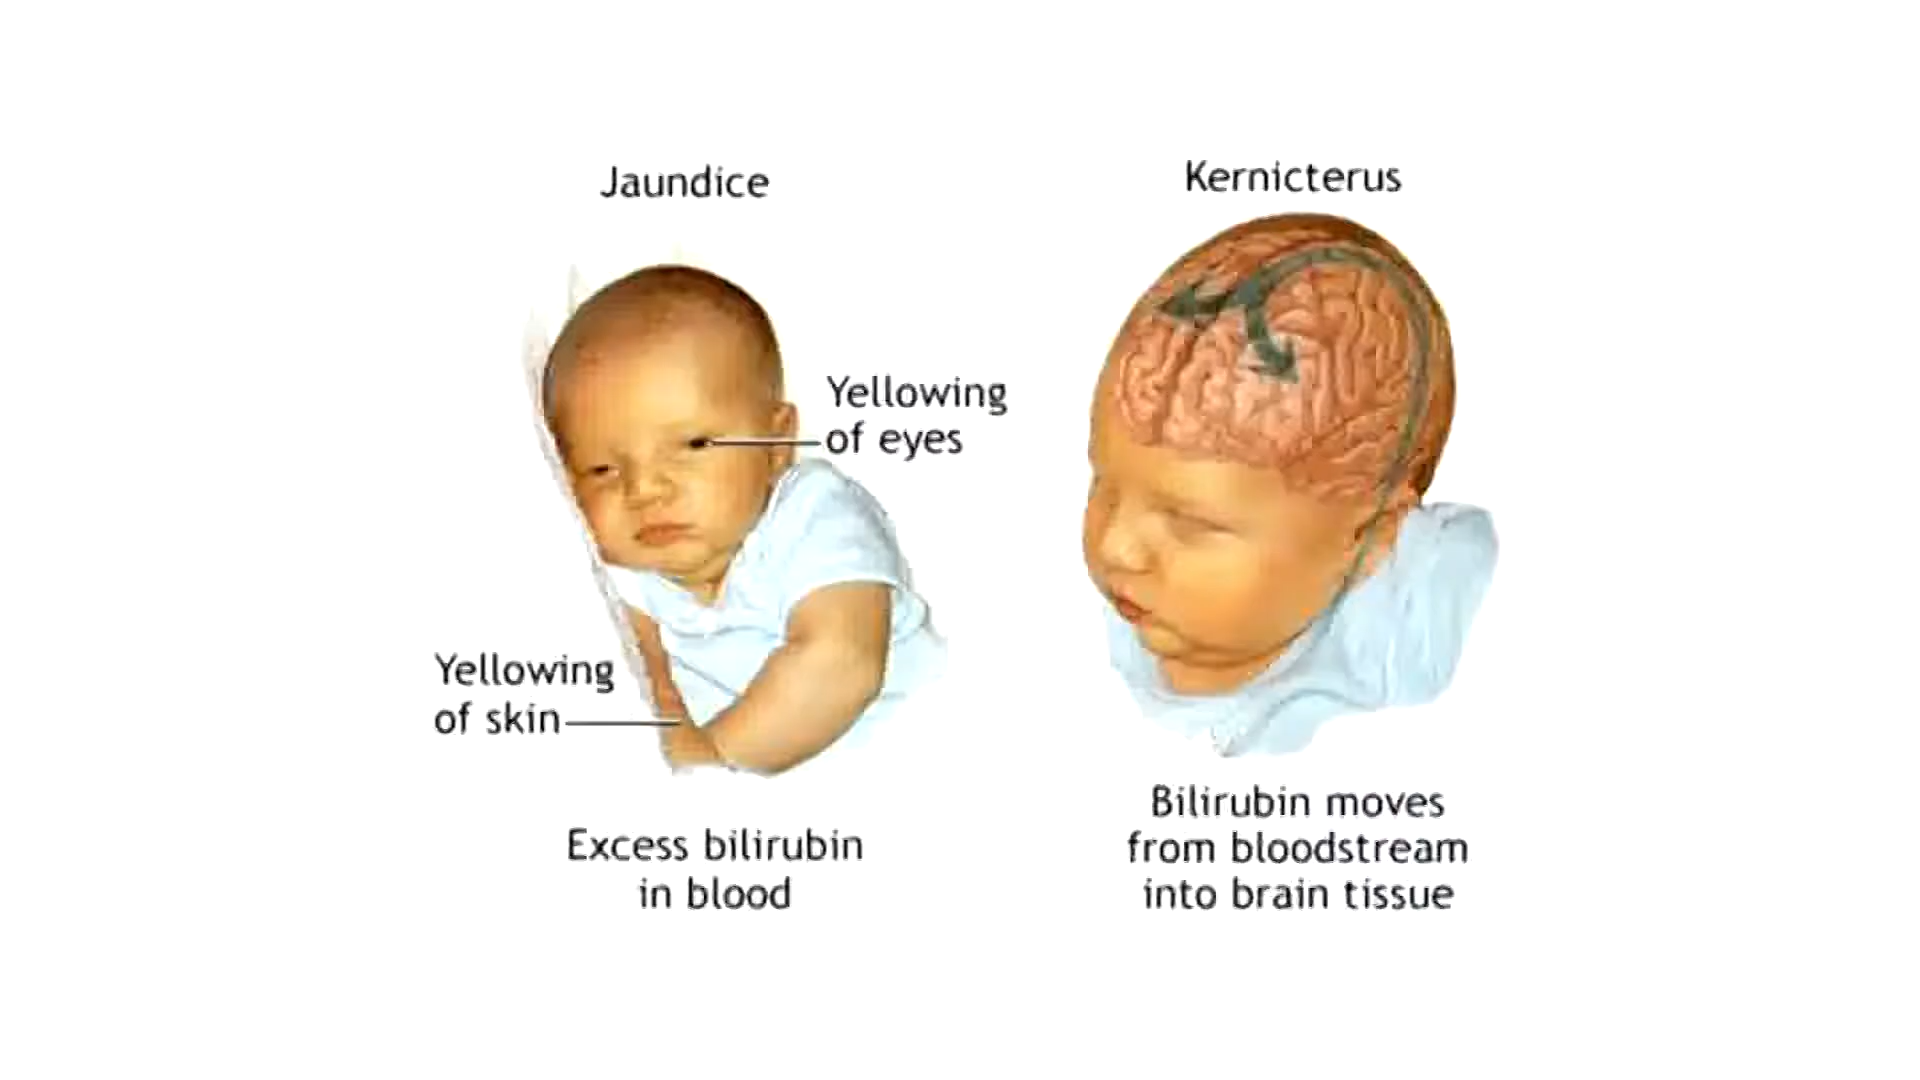 Jaundice
Yellowing
of eyes
Yellowing
of skin
Excess bilirubin
in blood
Kernicterus
Bilirubin moves
from bloodstream
into brain tissue